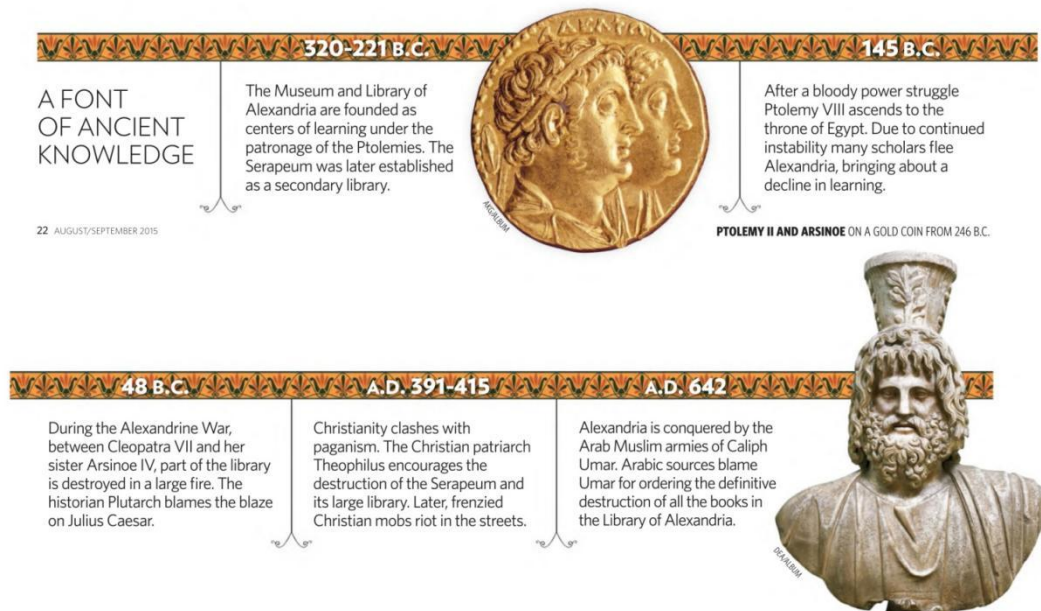 320-221 B.C.
145 B.C.
A FONT
OF ANCIENT
KNOWLEDGE
The Museum and Library of
Alexandria are founded as
centers of learning under the
patronage of the Ptolemies. The
Serapeum was later established
as a secondary library.
After a bloody power struggle
Ptolemy VIII ascends to the
throne of Egypt. Due to continued
instability many scholars flee
Alexandria, bringing about a
decline in learning.
AKG/ALBUM
22 AUGUST/SEPTEMBER 2015
PTOLEMY II AND ARSINOE ON A GOLD COIN FROM 246 B.C.
48 B.C.
A.D. 391-415
A.D. 642
During the Alexandrine War,
between Cleopatra VII and her
sister Arsinoe IV, part of the library
is destroyed in a large fire. The
historian Plutarch blames the blaze
on Julius Caesar.
Christianity clashes with
paganism. The Christian patriarch
Theophilus encourages the
destruction of the Serapeum and
its large library. Later, frenzied
Christian mobs riot in the streets.
Alexandria is conquered by the
Arab Muslim armies of Caliph
Umar. Arabic sources blame
Umar for ordering the definitive
destruction of all the books in
the Library of Alexandria.
DEA/ALBUM